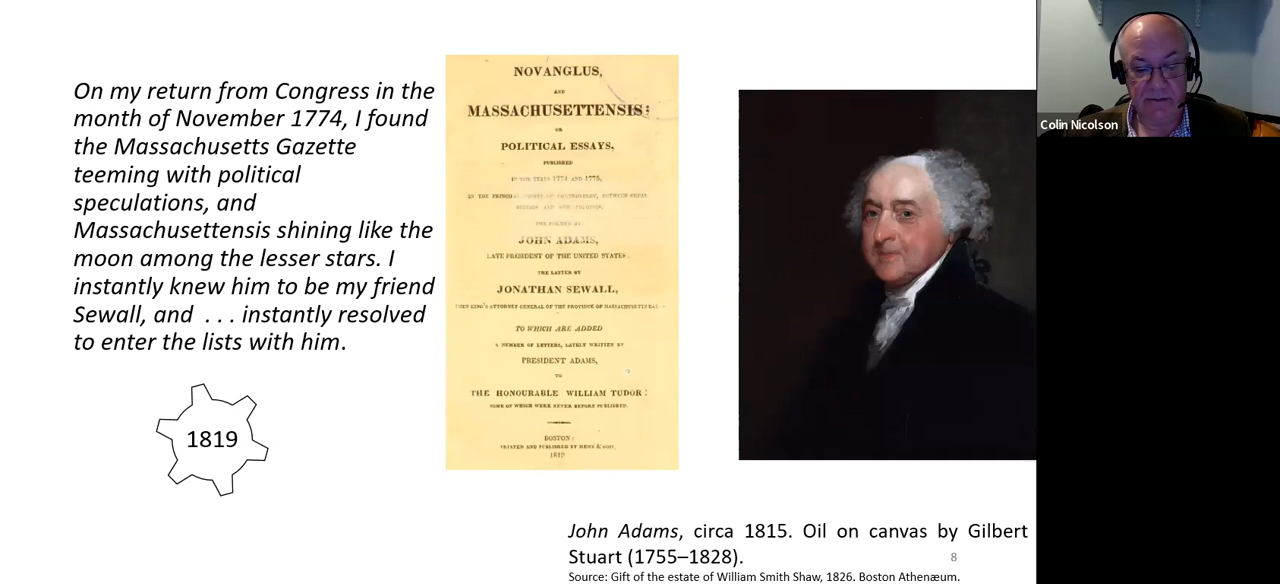 On my return from Congress in the
month of November 1774, I found
the Massachusetts Gazette
teeming with political
speculations, and
Massachusettensis shining like the
moon among the lesser stars. I
instantly knew him to be my friend
Sewall, and . . . instantly resolved
to enter the lists with him.
1819
NOVANGLUS,
AND
MASSACHUSETTENSIS;
OR
POLITICAL ESSAYS,
PUBLISHED
IN THE YEARS 1774 AND 1775,
ON THE PRINCIPAL POINTS OF CONTROVERSY, BETWEEN GREAT
BRITAIN AND HER COLONIES.
THE FORMER BY
JOHN ADAMS,
LATE PRESIDENT OF THE UNITED STATES;
THE LATTER BY
JONATHAN SEWALL,
THEN KING'S ATTORNEY GENERAL OF THE PROVINCE OF MASSACHUSETTS BAY.
TO WHICH ARE ADDED
A NUMBER OF LETTERS, LATELY WRITTEN BY
PRESIDENT ADAMS,
TO
THE HONOURABLE WILLIAM TUDOR;
SOME OF WHICH WERE NEVER BEFORE PUBLISHED.
BOSTON:
PRINTED AND PUBLISHED BY HEWS & GOSS,
1819
John Adams, circa 1815. Oil on canvas by Gilbert
Stuart (1755–1828).
8
Source: Gift of the estate of William Smith Shaw, 1826. Boston Athenæum.
Colin Nicolson